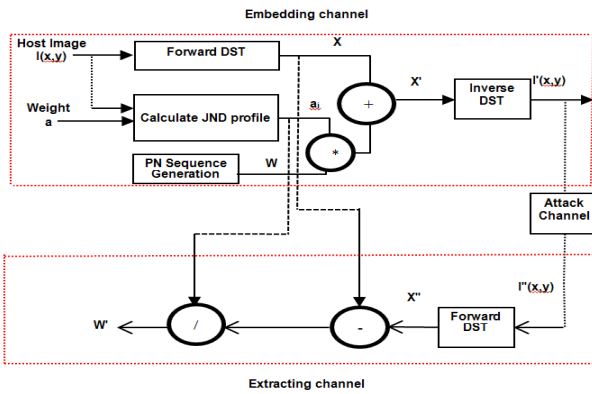 Embedding channel
Host Image
I(x,y)
Forward DST
X
Weight
a
Calculate JND profile
ai
+
X'
Inverse
DST
I'(x,y)
*
PN Sequence
Generation
W
Attack
Channel
I''(x,y)
X''
Forward
DST
-
/
W'
Extracting channel